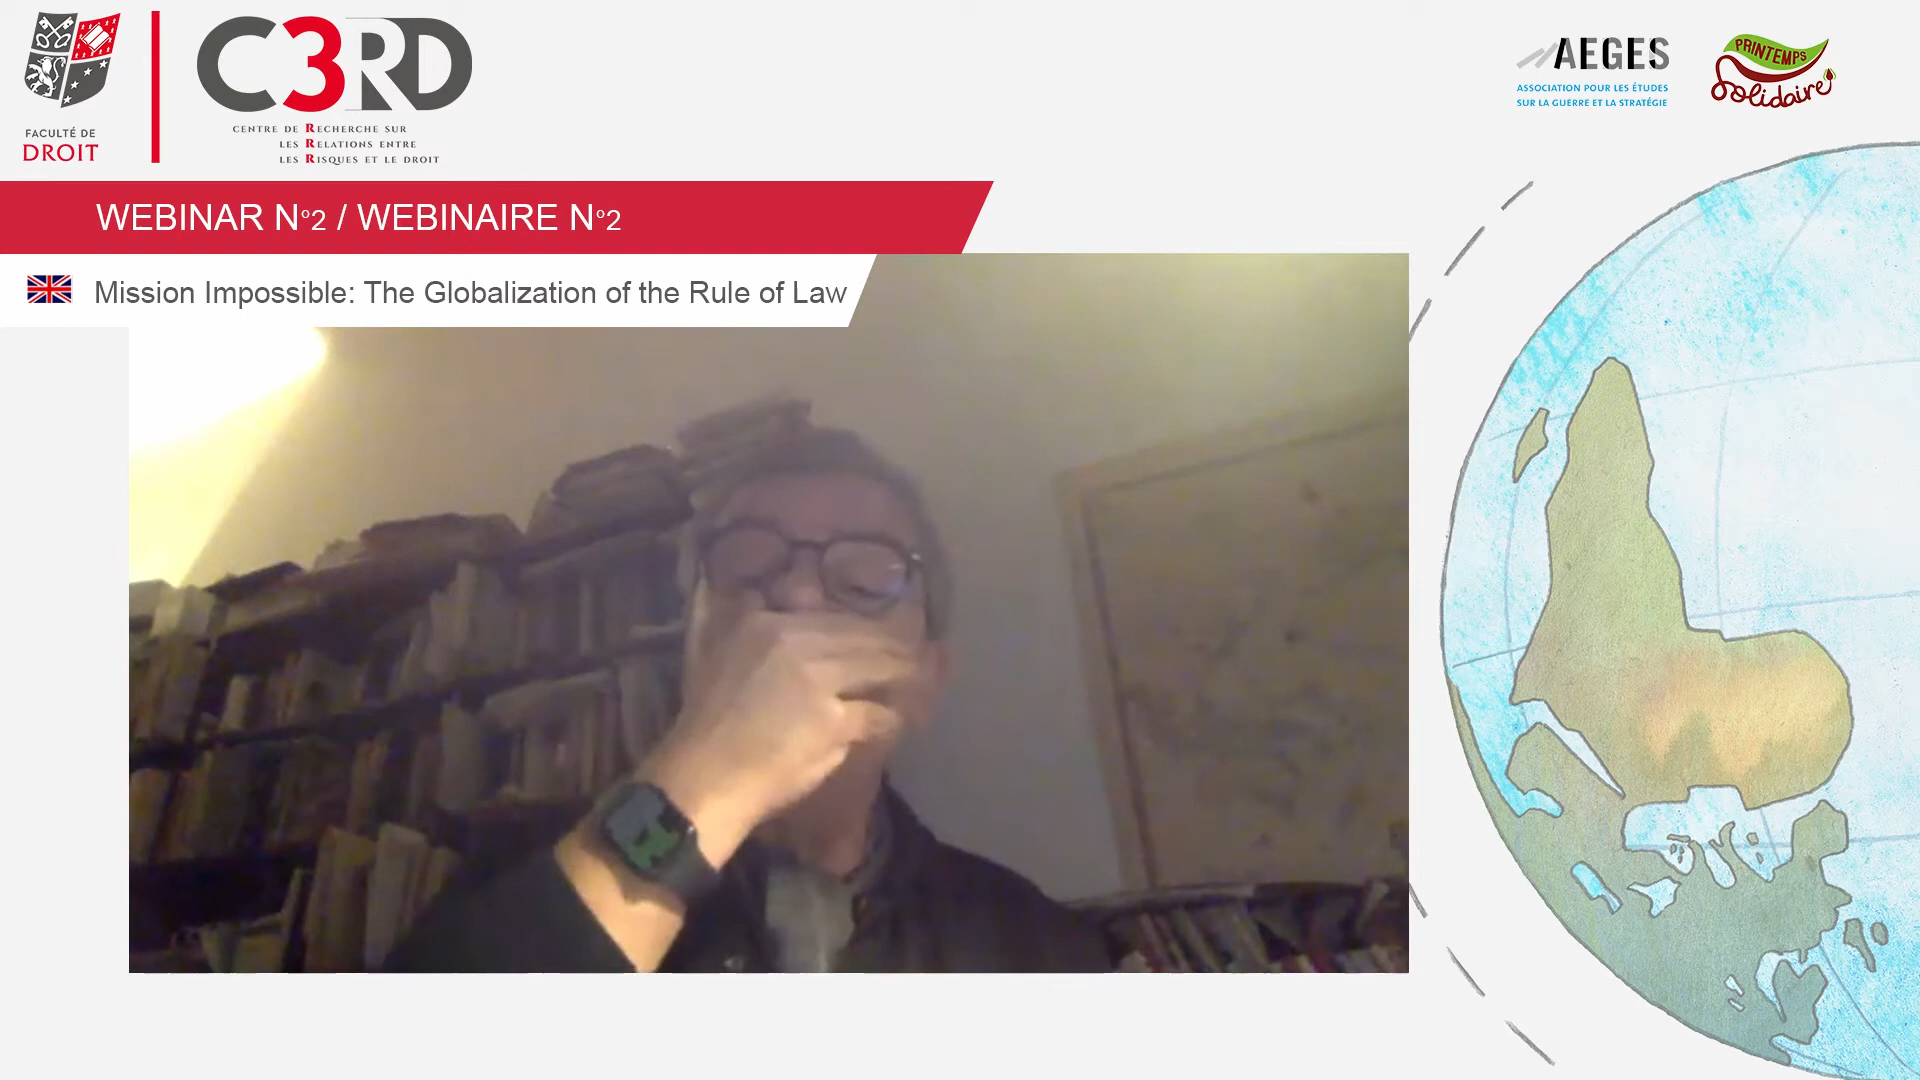 FACULTÉ DE
DROIT
C3RD
CENTRE DE RECHERCHE SUR
LES RELATIONS ENTRE
LES RISQUES ET LE DROIT
AEGES
ASSOCIATION POUR LES ÉTUDES
SUR LA GUERRE ET LA STRATÉGIE
PRINTEMPS
Solidaire
WEBINAR N°2 / WEBINAIRE N°2
Mission Impossible: The Globalization of the Rule of Law